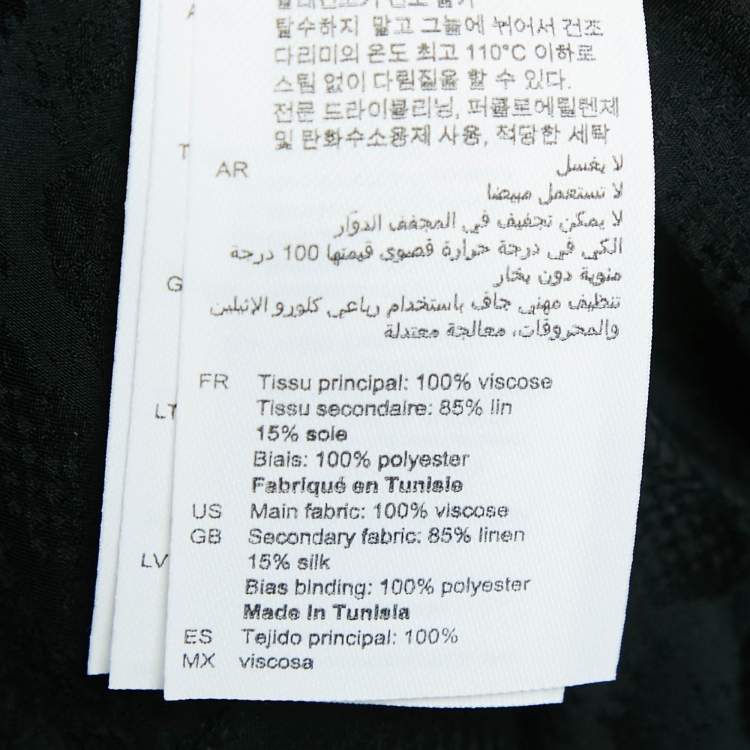 탈수하지 말고 그늘에 뉘어서 건조
다리미의 온도 최고 110°C 이하로
스팀 없이 다림질을 할 수 있다.
전문 드라이클리닝, 퍼클로에틸렌제
및 탄화수소용제 사용, 적당한 세탁
AR
لا يغسل
لا تستعمل مبيضا
لا يمكن تجفيف في المجفف الدوّار
الكي في درجة حرارة قصوى قيمتها 100 درجة
مئوية دون بخار
تنظيف مهني جاف باستخدام رباعي كلورو الاثيلين
والمحروقات، معالجة معتدلة
FR Tissu principal: 100% viscose
Tissu secondaire: 85% lin
15% soie
Biais: 100% polyester
Fabriqué en Tunisie
US Main fabric: 100% viscose
GB Secondary fabric: 85% linen
15% silk
Bias binding: 100% polyester
Made in Tunisia
ES Tejido principal: 100%
MX viscosa
T
G
LT
LV